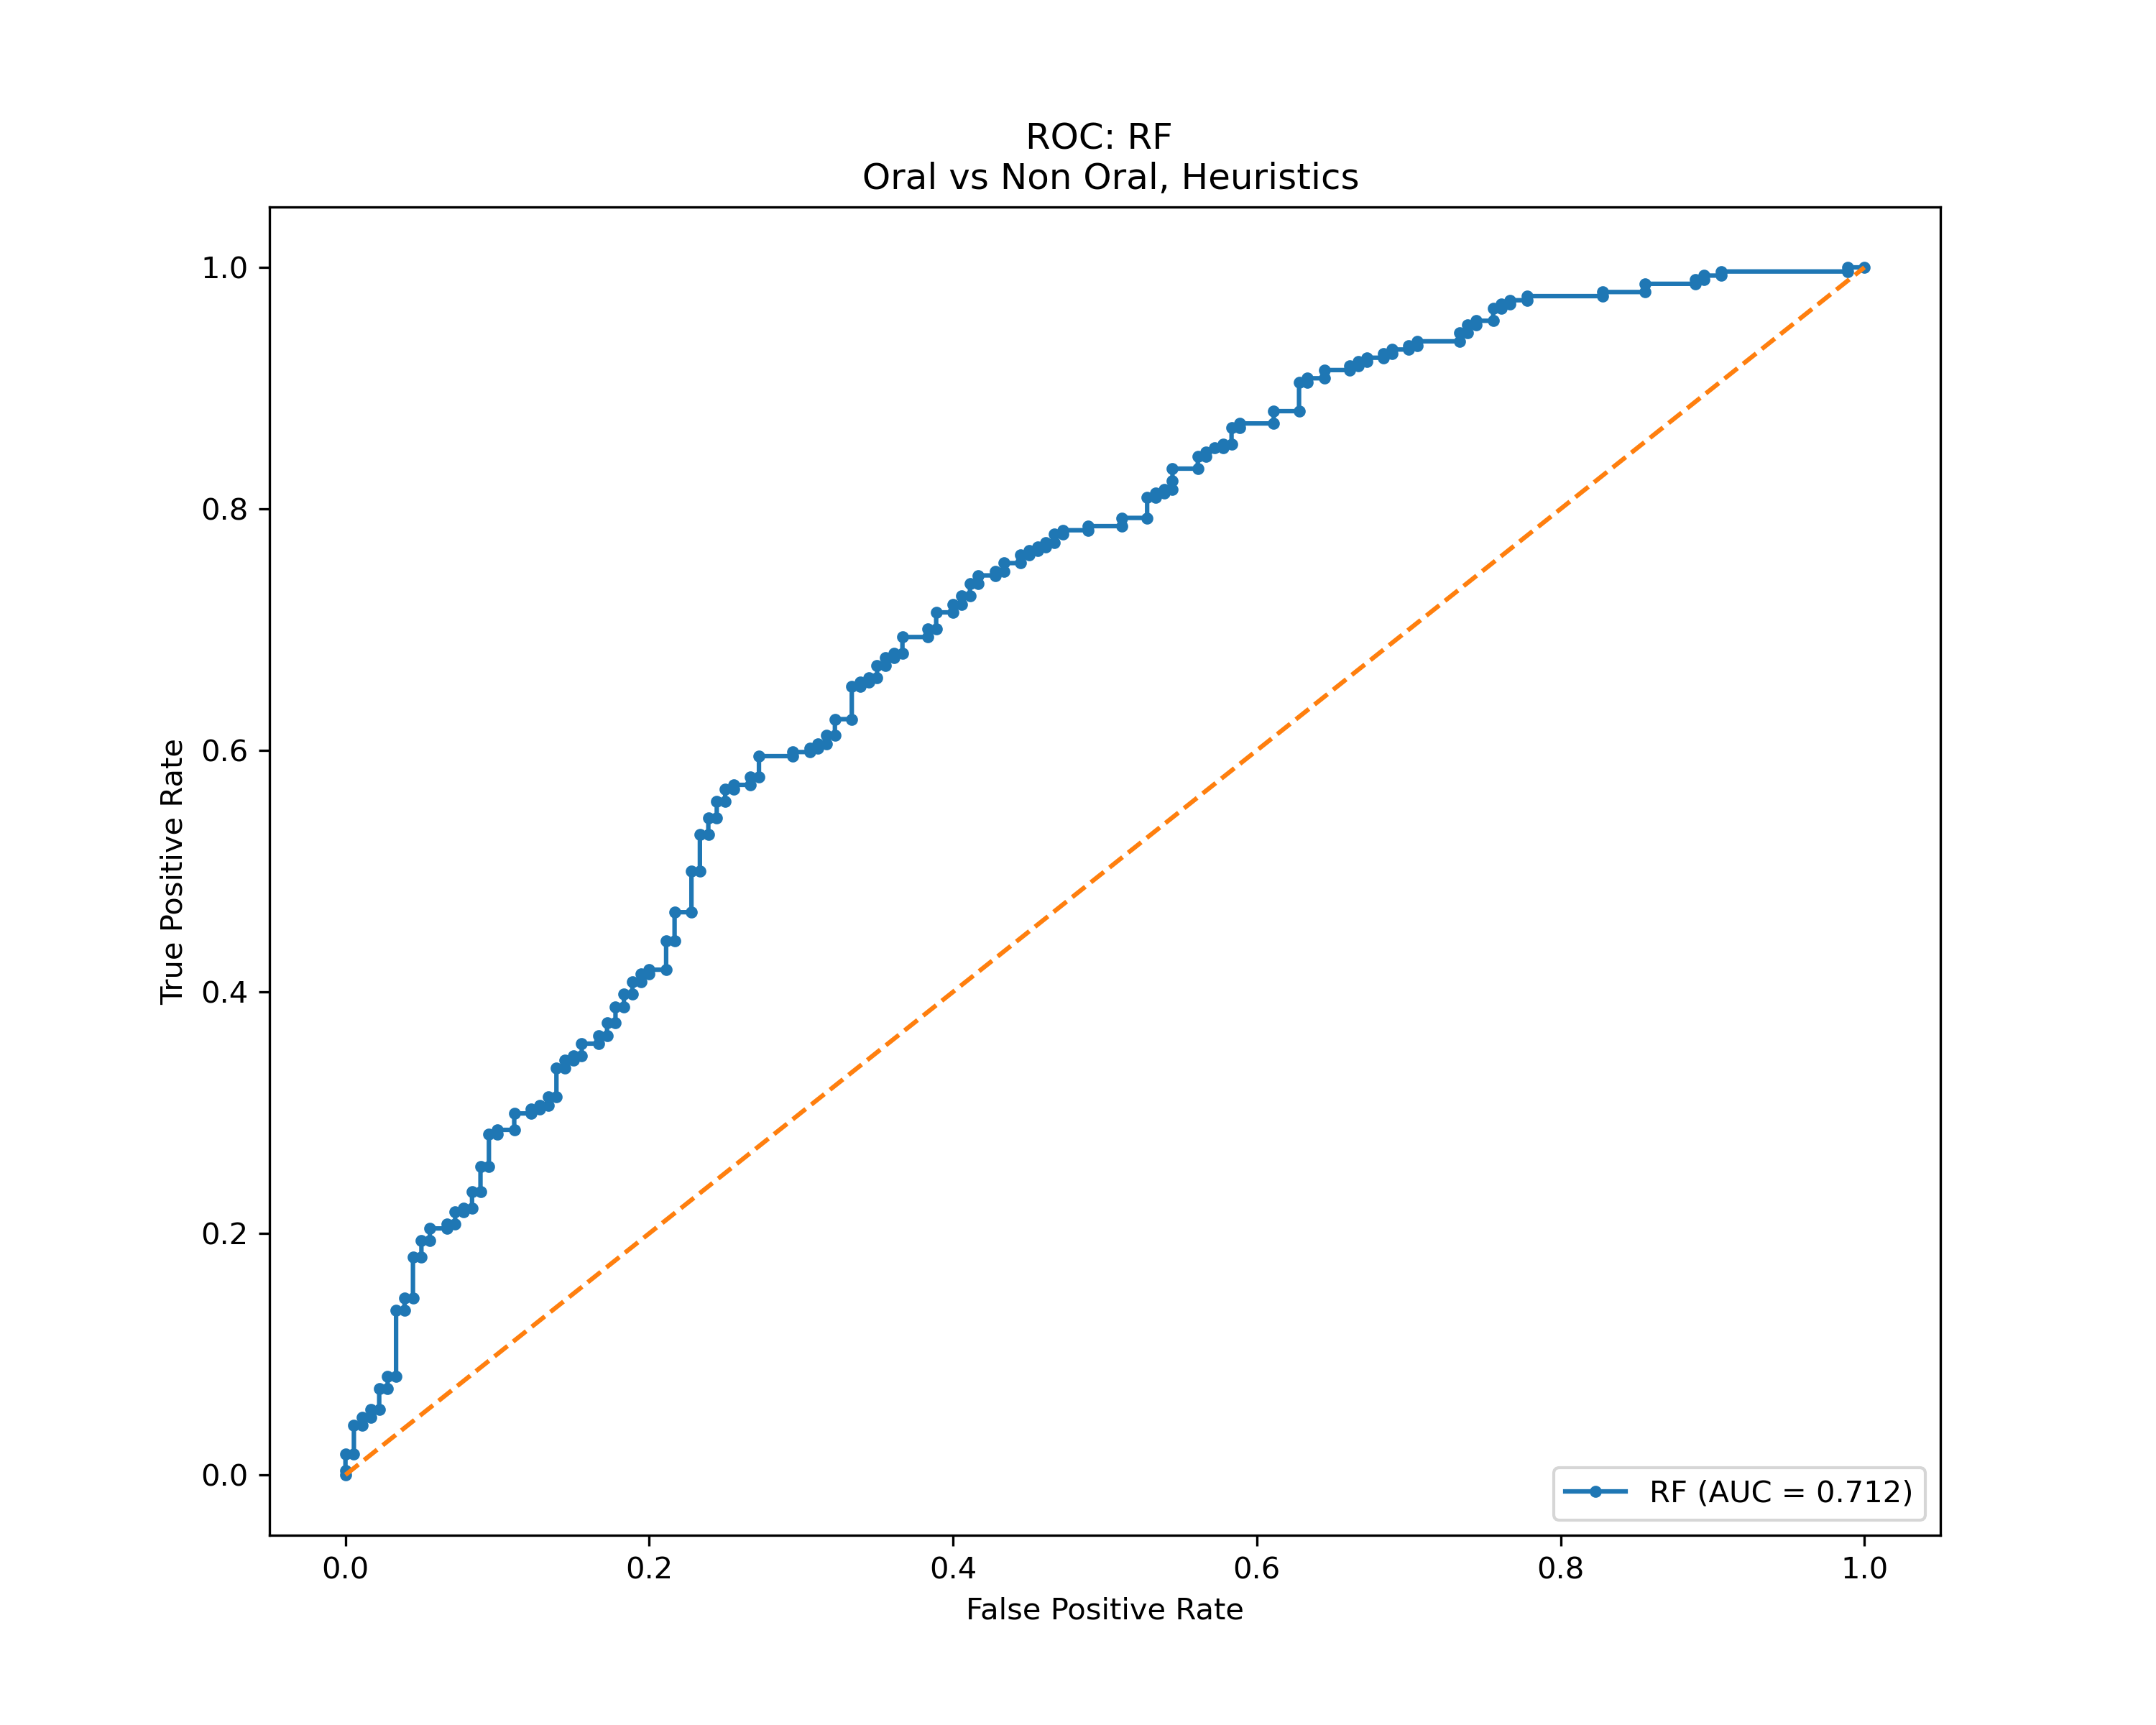 ROC: RF
Oral vs Non Oral, Heuristics
True Positive Rate
1.0
0.8
0.6
0.4
0.2
0.0
RF (AUC = 0.712)
0.0 0.2 0.4 0.6 0.8 1.0
False Positive Rate